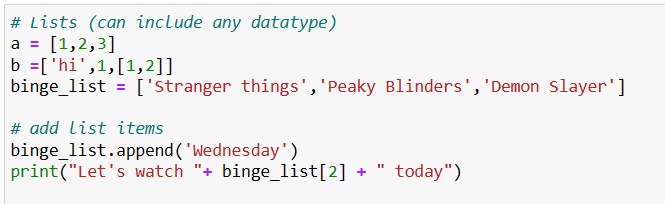 # Lists (can include any datatype)
a = [1,2,3]
b =['hi',1,[1,2]]
binge_list = ['Stranger things','Peaky Blinders','Demon Slayer']
# add list items
binge_list.append('Wednesday')
print("Let's watch "+ binge_list[2] + " today")